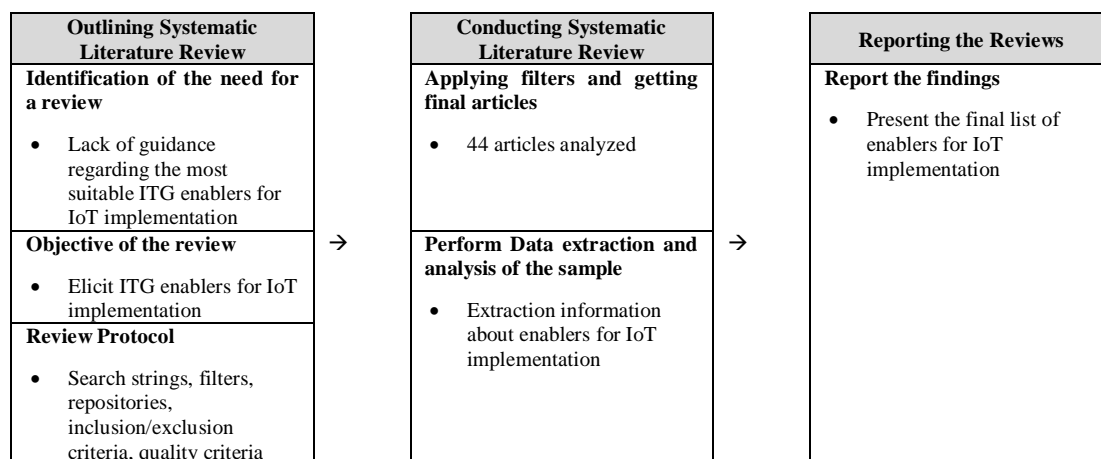 Outlining Systematic
Literature Review
Identification of the need for
a review
• Lack of guidance
regarding the most
suitable ITG enablers for
IoT implementation
Objective of the review
• Elicit ITG enablers for IoT
implementation
Review Protocol
• Search strings, filters,
repositories,
inclusion/exclusion
criteria, quality criteria
→
Conducting Systematic
Literature Review
Applying filters and getting
final articles
• 44 articles analyzed
Perform Data extraction and
analysis of the sample
• Extraction information
about enablers for IoT
implementation
→
Reporting the Reviews
Report the findings
• Present the final list of
enablers for IoT
implementation